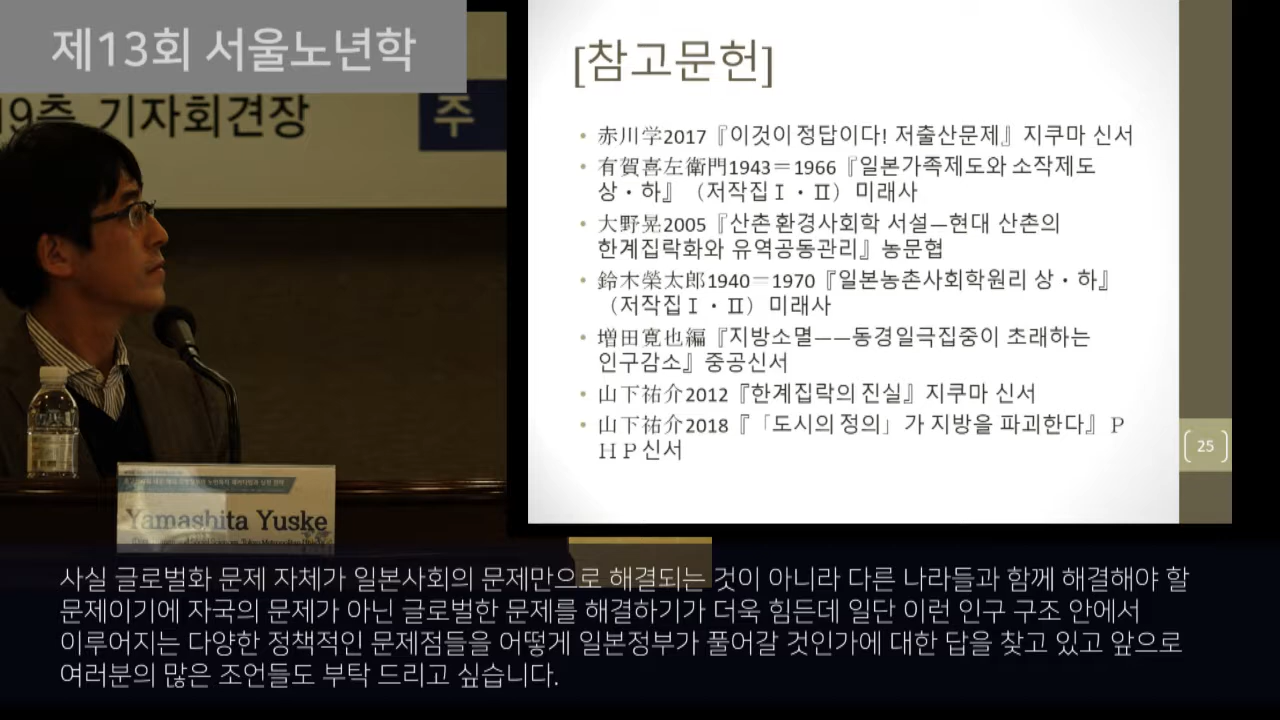 제13회 서울노년학
19층 기자회견장
주
Yamashita Yuske
[참고문헌]
• 赤川学2017『이것이 정답이다! 저출산문제』지쿠마 신서
• 有賀喜左衛門1943＝1966『일본가족제도와 소작제도
상・하』（저작집Ⅰ・Ⅱ）미래사
• 大野晃2005『산촌환경사회학 서설—현대 산촌의
한계집락화와 유역공동관리』농문협
• 鈴木榮太郎1940＝1970『일본농촌사회학원리 상・하』
（저작집Ⅰ・Ⅱ）미래사
• 増田寛也編『지방소멸——동경일극집중이 초래하는
인구감소』중공신서
• 山下祐介2012『한계집락의 진실』지쿠마 신서
• 山下祐介2018『「도시의 정의」가 지방을 파괴한다』Ｐ
ＨＰ신서
25
사실 글로벌화 문제 자체가 일본사회의 문제만으로 해결되는 것이 아니라 다른 나라들과 함께 해결해야 할
문제이기에 자국의 문제가 아닌 글로벌한 문제를 해결하기가 더욱 힘든데 일단 이런 인구 구조 안에서
이루어지는 다양한 정책적인 문제점들을 어떻게 일본정부가 풀어갈 것인가에 대한 답을 찾고 있고 앞으로
여러분의 많은 조언들도 부탁 드리고 싶습니다.